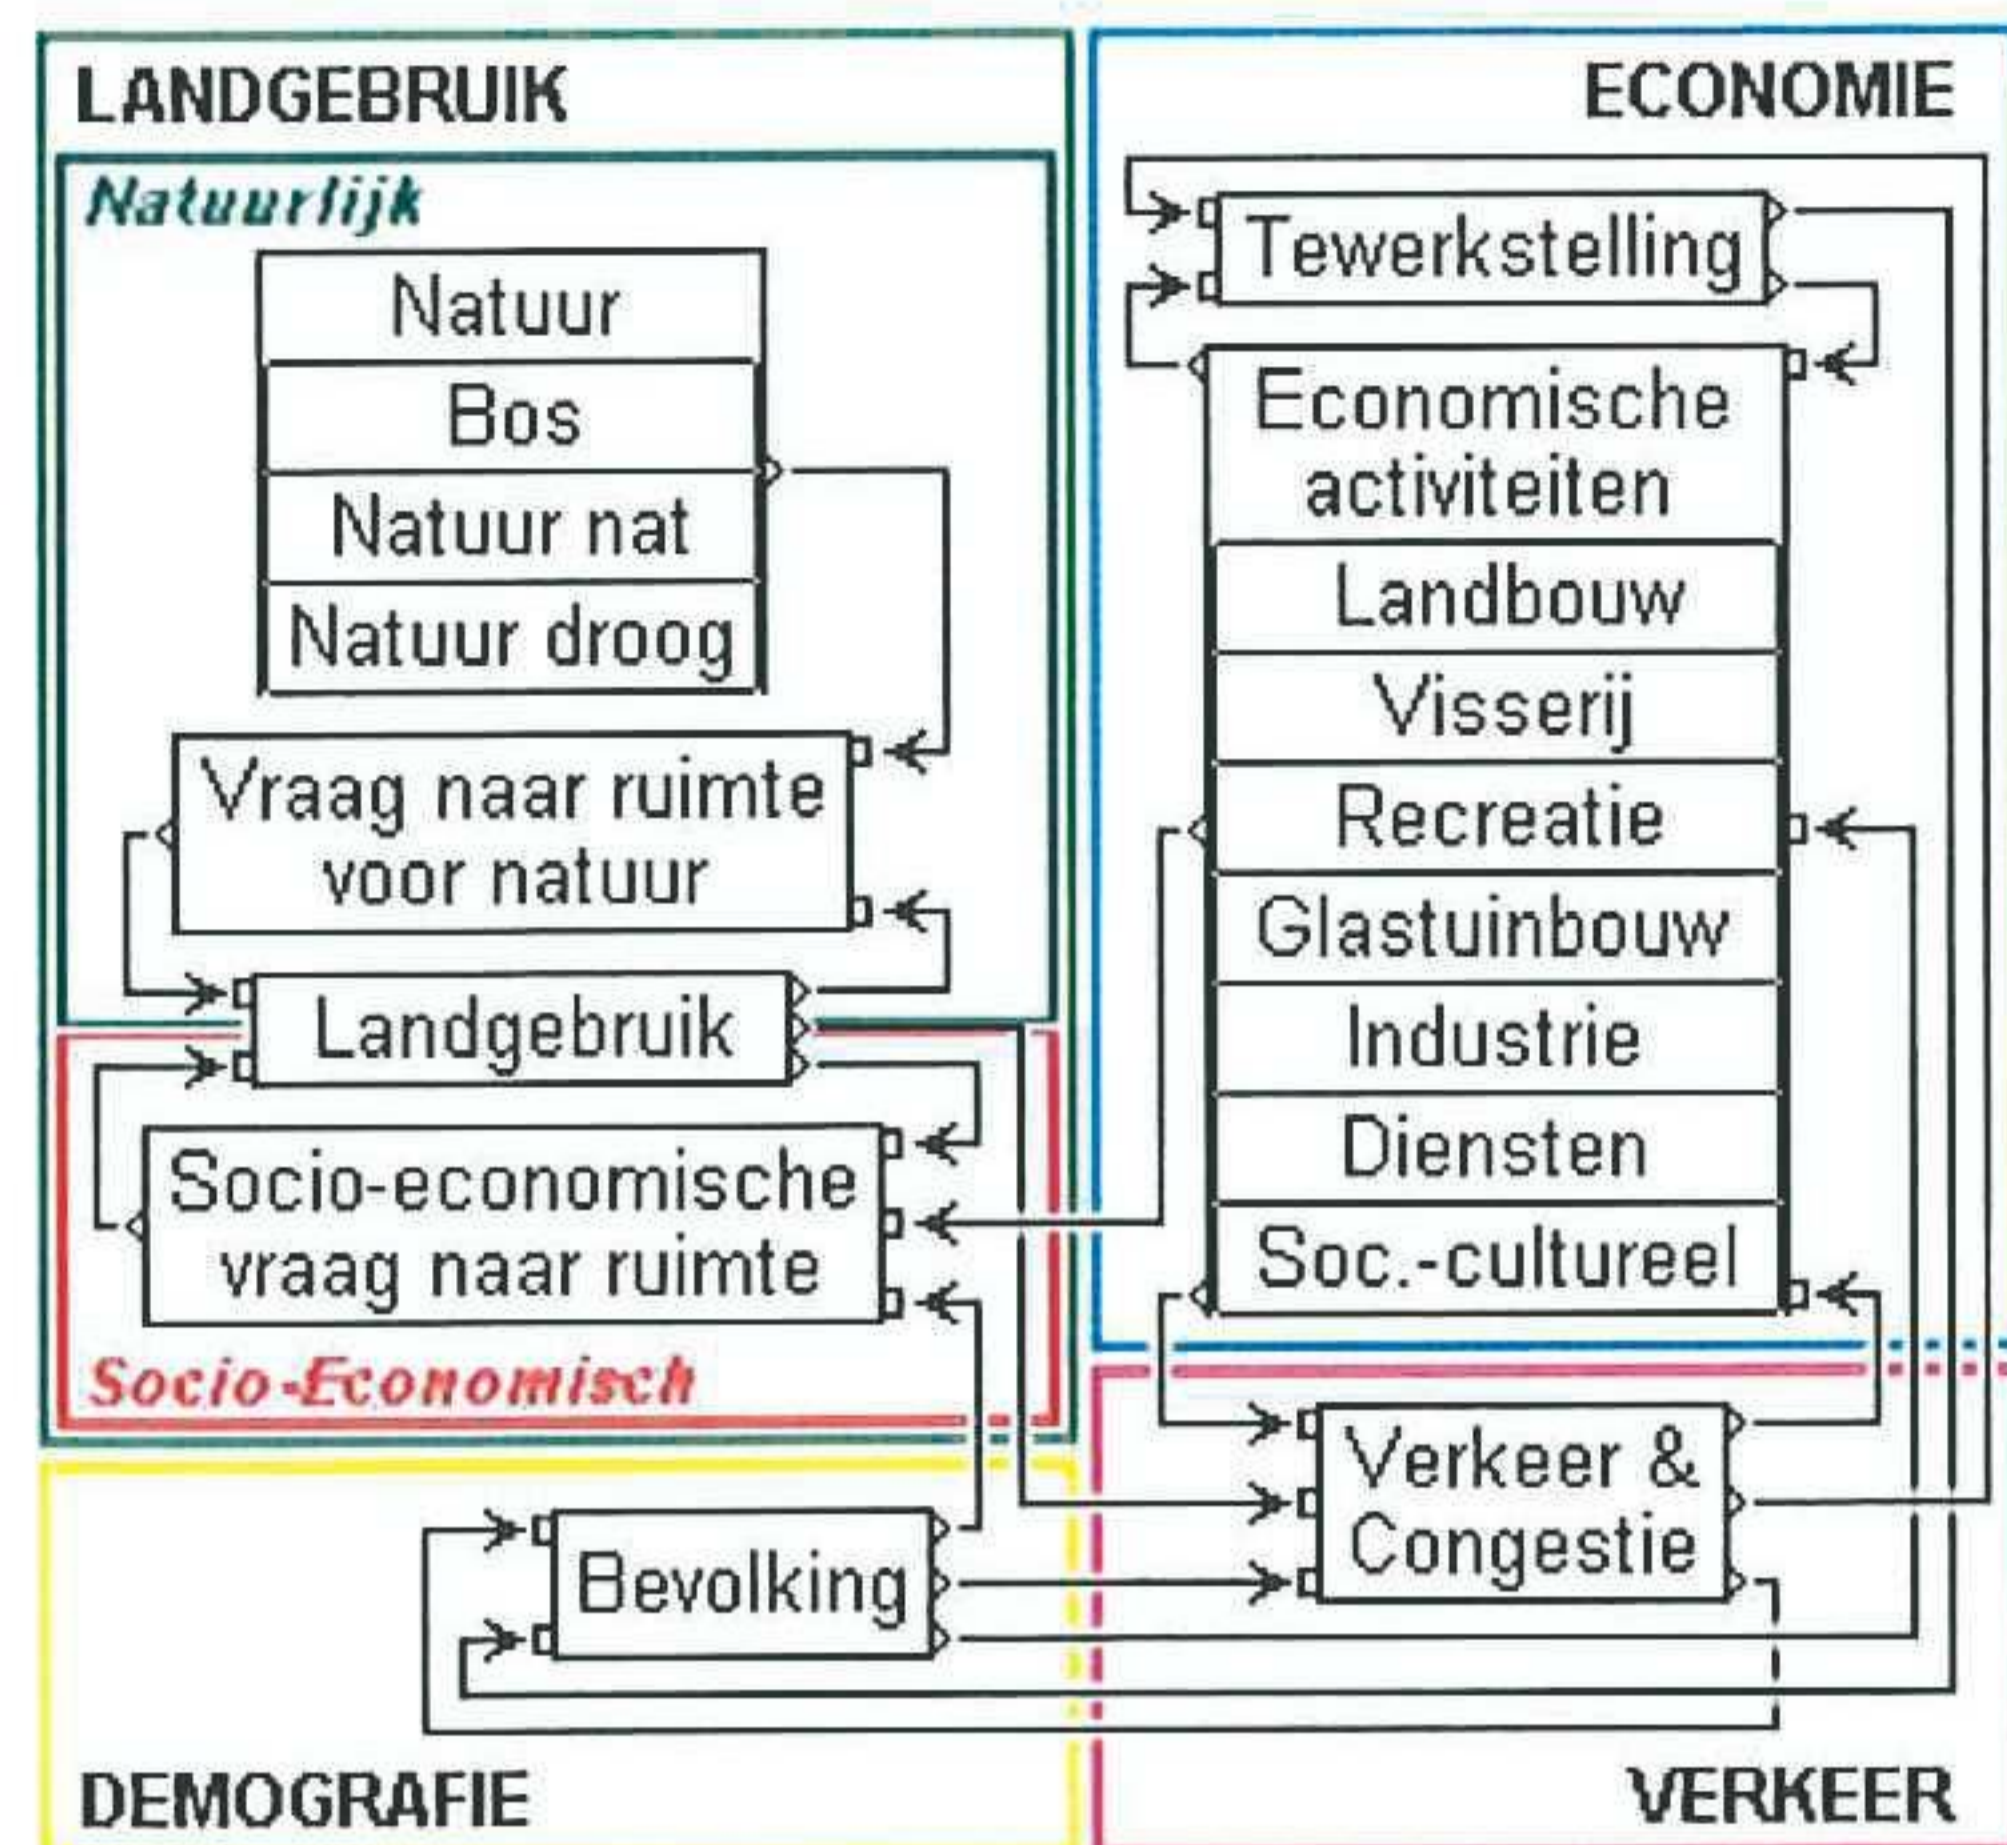 LANDGEBRUIK
Natuurlijk
Natuur
Bos
Natuur nat
Natuur droog
Vraag naar ruimte
voor natuur
Landgebruik
Socio-economische
vraag naar ruimte
Socio-Economisch
ECONOMIE
Tewerkstelling
Economische
activiteiten
Landbouw
Visserij
Recreatie
Glastuinbouw
Industrie
Diensten
Soc.-cultureel
Bevolking
DEMOGRAFIE
Verkeer &
Congestie
VERKEER